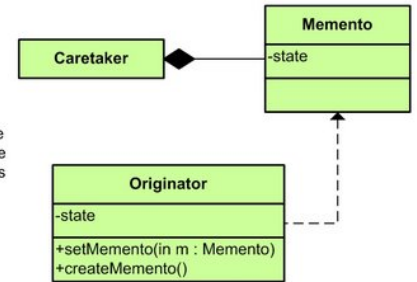 Memento
-state
Caretaker
e
e
s
Originator
-state
+setMemento(in m : Memento)
+createMemento()